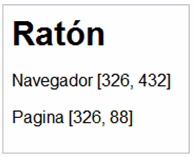 Ratón
Navegador [326, 432]
Pagina [326, 88]